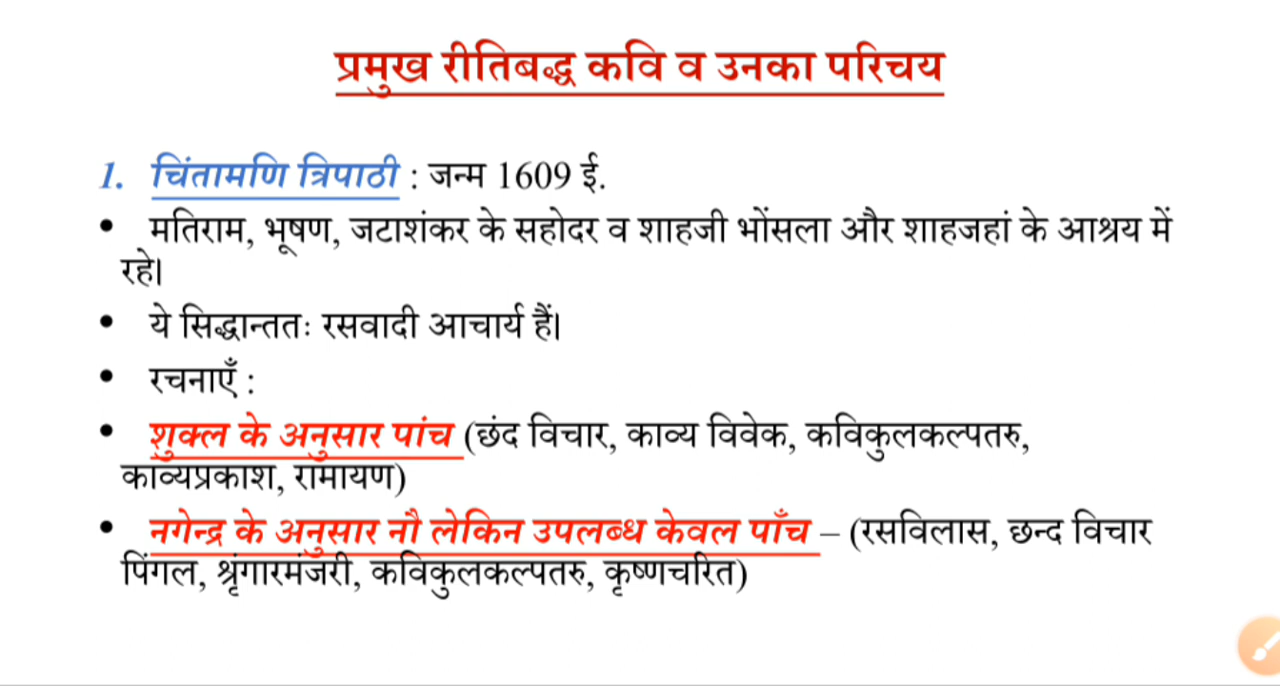 प्रमुख रीतिबद्ध कवि व उनका परिचय
1. चिंतामणि त्रिपाठी : जन्म 1609 ई.
• मतिराम, भूषण, जटाशंकर के सहोदर व शाहजी भोंसला और शाहजहां के आश्रय में
रहे।
• ये सिद्धान्ततः रसवादी आचार्य हैं।
• रचनाएँ :
• शुक्ल के अनुसार पांच (छंद विचार, काव्य विवेक, कविकुलकल्पतरु,
काव्यप्रकाश, रामायण)
• नगेन्द्र के अनुसार नौ लेकिन उपलब्ध केवल पाँच – (रसविलास, छन्द विचार
पिंगल, श्रृंगारमंजरी, कविकुलकल्पतरु, कृष्णचरित)